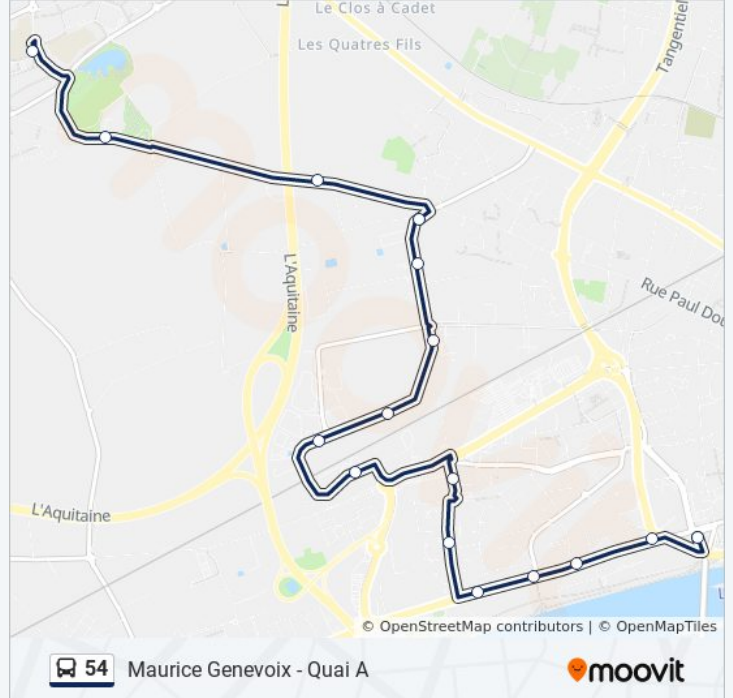 Le Clos à Cadet
Les Quatres Fils
Tangentiel
L'Aquitaine
Rue Paul Dou
L'Aquitaine
L
L
© OpenStreetMap contributors | © OpenMapTiles
54 Maurice Genevoix - Quai A
moovit
moovit